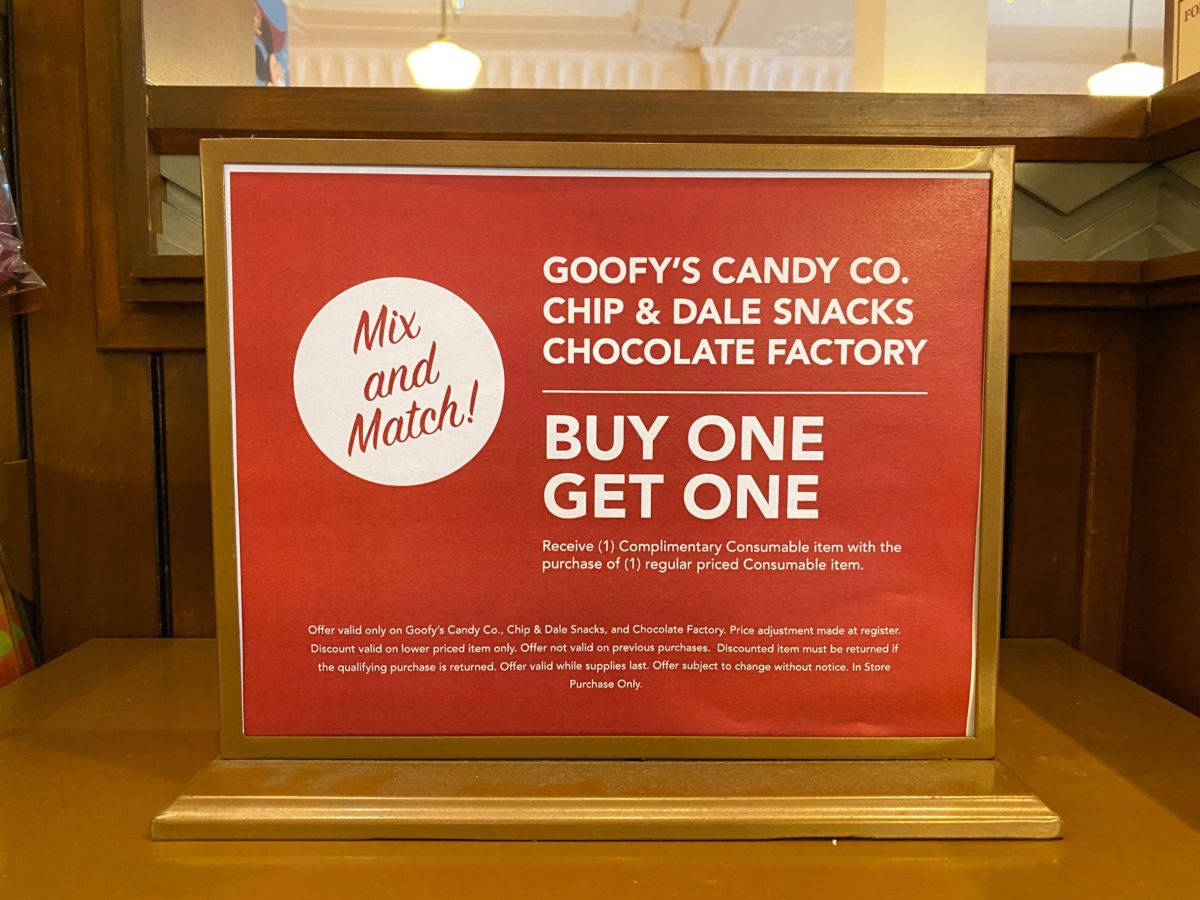 Mix
and
Match!
GOOFY'S CANDY CO.
CHIP & DALE SNACKS
CHOCOLATE FACTORY
BUY ONE
GET ONE
Receive (1) Complimentary Consumable item with the
purchase of (1) regular priced Consumable item.
Offer valid only on Goofy's Candy Co., Chip & Dale Snacks, and Chocolate Factory. Price adjustment made at register.
Discount valid on lower priced item only. Offer not valid on previous purchases. Discounted item must be returned if
the qualifying purchase is returned. Offer valid while supplies last. Offer subject to change without notice. In Store
Purchase Only.